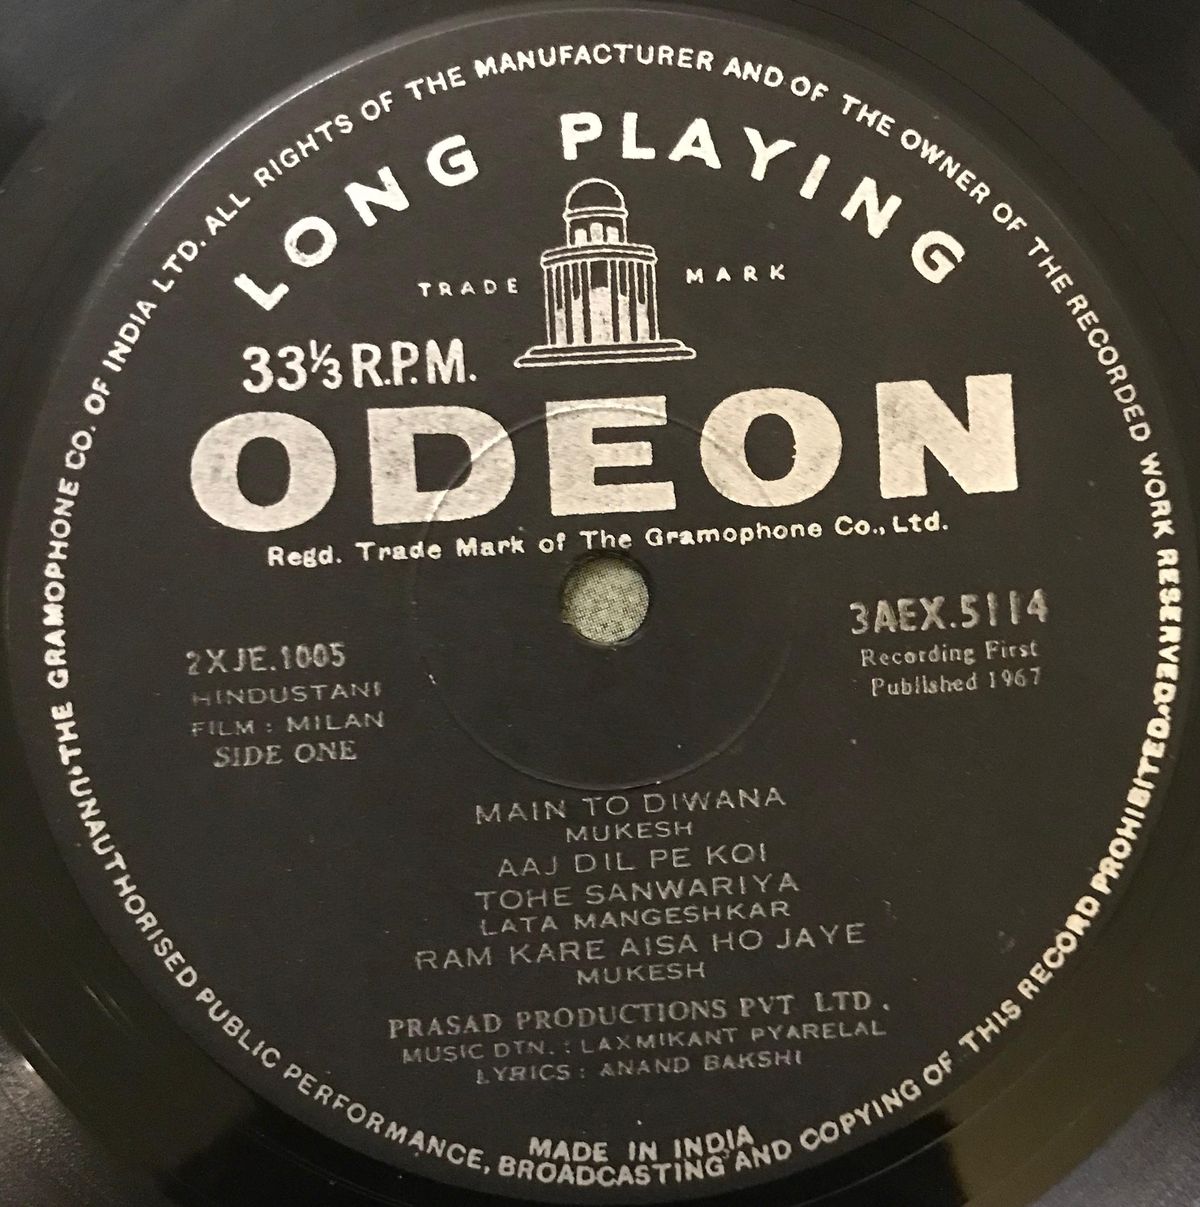 THE GRAMOPHONE CO. OF INDIA LTD. ALL RIGHTS OF THE MANUFACTURER AND OF THE OWNER OF THE RECORDED WORK RESERVED.
UNAUTHORISED PUBLIC PERFORMANCE, BROADCASTING AND COPYING OF THIS RECORD PROHIBITED.
LONG PLAYING
TRADE MARK
33⅓ R.P.M.
ODEON
Regd. Trade Mark of The Gramophone Co., Ltd.
2XJE.1005
HINDUSTANI
FILM : MILAN
SIDE ONE
3AEX.5114
Recording First
Published 1967
MAIN TO DIWANA
MUKESH
AAJ DIL PE KOI
TOHE SANWARIYA
LATA MANGESHKAR
RAM KARE AISA HO JAYE
MUKESH
PRASAD PRODUCTIONS PVT LTD.
MUSIC DTN. : LAXMIKANT PYARELAL
LYRICS : ANAND BAKSHI
MADE IN INDIA